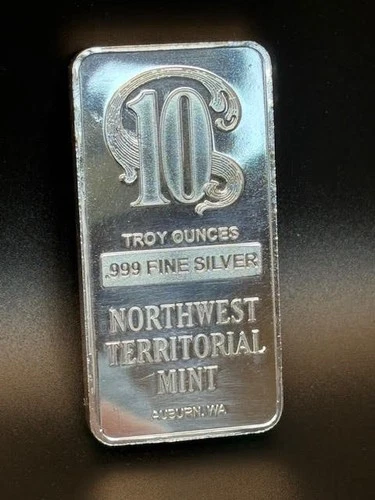 10
TROY OUNCES
.999 FINE SILVER
NORTHWEST
TERRITORIAL
MINT
AUBURN, WA